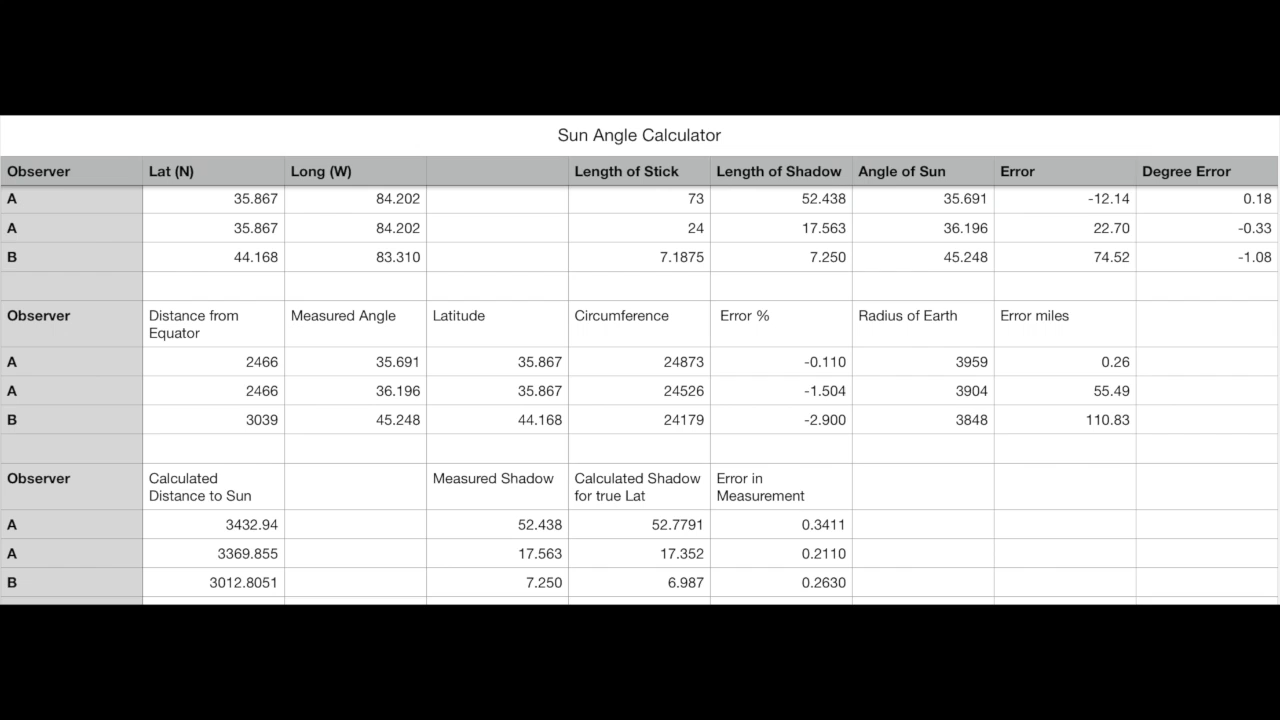 Sun Angle Calculator
Observer Lat (N) Long (W) Length of Stick Length of Shadow Angle of Sun Error Degree Error
A 35.867 84.202 73 52.438 35.691 -12.14 0.18
A 35.867 84.202 24 17.563 36.196 22.70 -0.33
B 44.168 83.310 7.1875 7.250 45.248 74.52 -1.08
Observer Distance from Measured Angle Latitude Circumference Error % Radius of Earth Error miles
Equator
A 2466 35.691 35.867 24873 -0.110 3959 0.26
A 2466 36.196 35.867 24526 -1.504 3904 55.49
B 3039 45.248 44.168 24179 -2.900 3848 110.83
Observer Calculated Measured Shadow Calculated Shadow Error in
Distance to Sun for true Lat Measurement
A 3432.94 52.438 52.7791 0.3411
A 3369.855 17.563 17.352 0.2110
B 3012.8051 7.250 6.987 0.2630